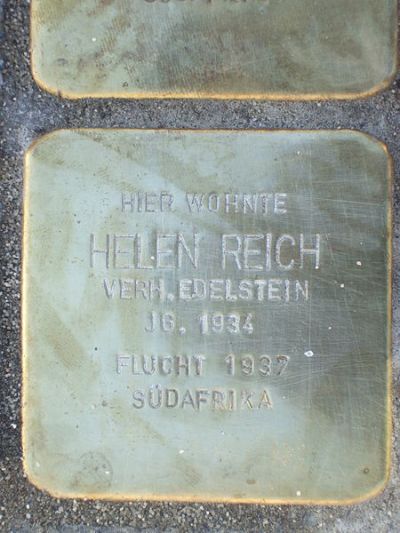 HIER WOHNTE
HELEN REICH
VERH. EDELSTEIN
JG. 1934
FLUCHT 1937
SÜDAFRIKA